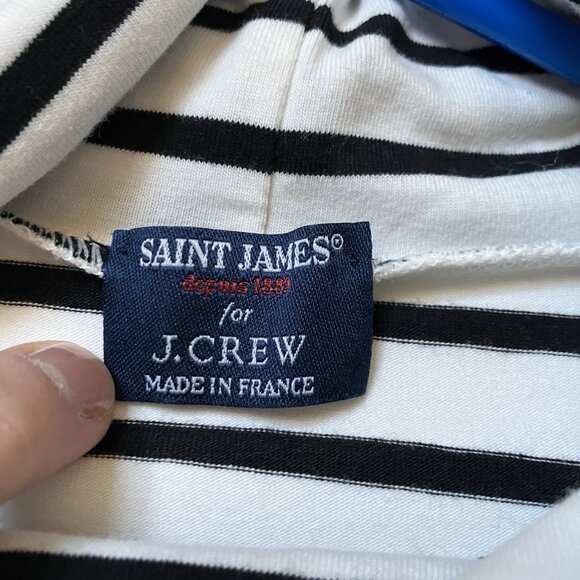 SAINT JAMES®
depuis 1889
for
J.CREW
MADE IN FRANCE